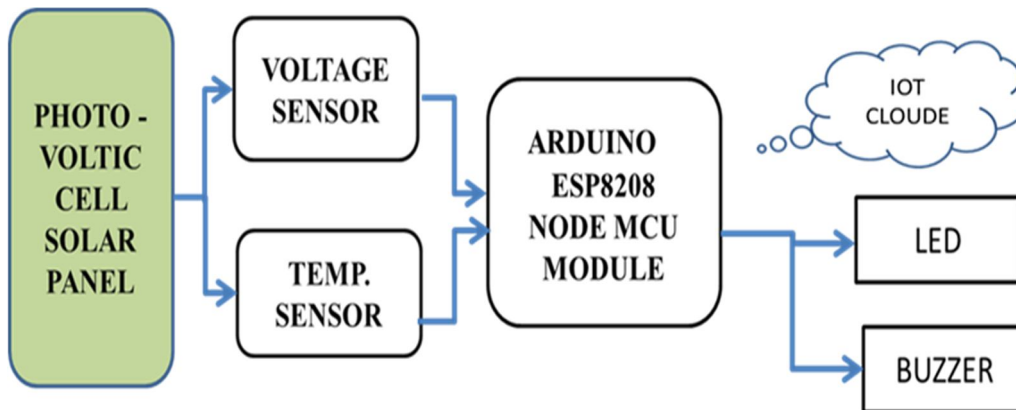 PHOTO -
VOLTIC
CELL
SOLAR
PANEL
VOLTAGE
SENSOR
TEMP.
SENSOR
ARDUINO
ESP8208
NODE MCU
MODULE
IOT
CLOUDE
LED
BUZZER